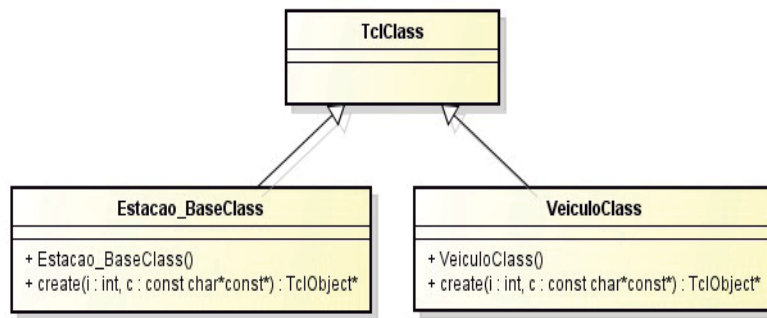 TclClass
Estacao_BaseClass
+ Estacao_BaseClass()
+ create(i : int, c : const char*const*) : TclObject*
VeiculoClass
+ VeiculoClass()
+ create(i : int, c : const char*const*) : TclObject*